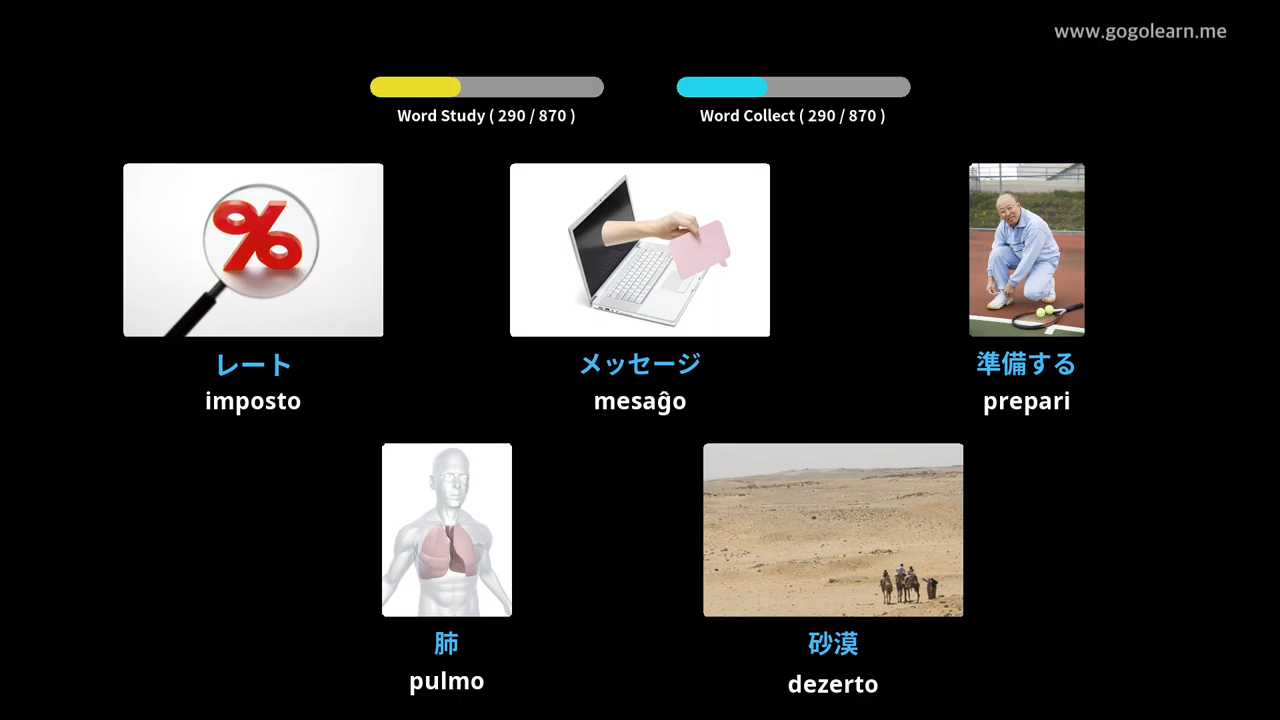 www.gogolearn.me
Word Study ( 290 / 870 )
Word Collect ( 290 / 870 )
%
レート
imposto
メッセージ
mesaĝo
準備する
prepari
肺
pulmo
砂漠
dezerto